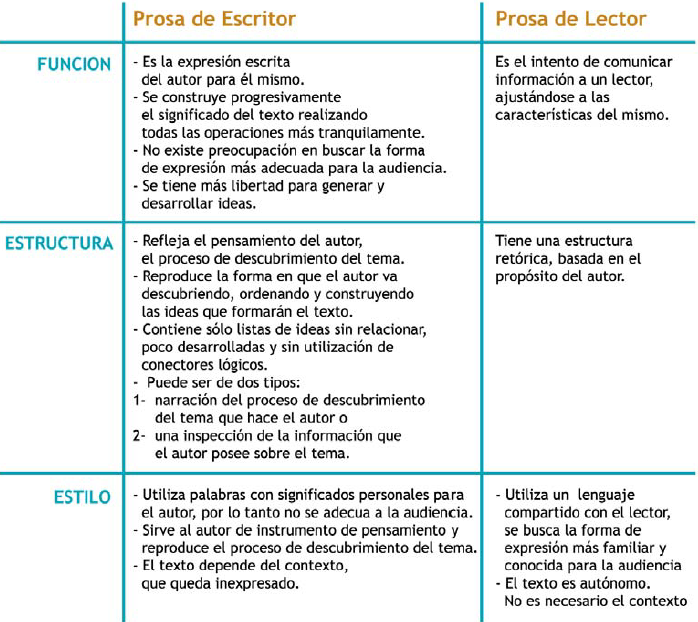 Prosa de Escritor
Prosa de Lector
FUNCION
- Es la expresión escrita
del autor para él mismo.
- Se construye progresivamente
el significado del texto realizando
todas las operaciones más tranquilamente.
- No existe preocupación en buscar la forma
de expresión más adecuada para la audiencia.
- Se tiene más libertad para generar y
desarrollar ideas.
Es el intento de comunicar
información a un lector,
ajustándose a las
características del mismo.
ESTRUCTURA
- Refleja el pensamiento del autor,
el proceso de descubrimiento del tema.
- Reproduce la forma en que el autor va
descubriendo, ordenando y construyendo
las ideas que formarán el texto.
- Contiene sólo listas de ideas sin relacionar,
poco desarrolladas y sin utilización de
conectores lógicos.
- Puede ser de dos tipos:
1- narración del proceso de descubrimiento
del tema que hace el autor o
2- una inspección de la información que
el autor posee sobre el tema.
Tiene una estructura
retórica, basada en el
propósito del autor.
ESTILO
- Utiliza palabras con significados personales para
el autor, por lo tanto no se adecua a la audiencia.
- Sirve al autor de instrumento de pensamiento y
reproduce el proceso de descubrimiento del tema.
- El texto depende del contexto,
que queda inexpresado.
- Utiliza un lenguaje
compartido con el lector,
se busca la forma de
expresión más familiar y
conocida para la audiencia
- El texto es autónomo.
No es necesario el contexto